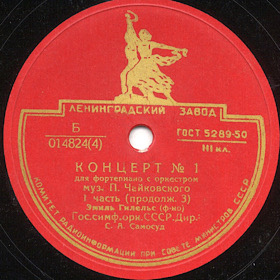 ЛЕНИНГРАДСКИЙ ЗАВОД
Б
014824(4)
ГОСТ 5289-50
III кл.
КОНЦЕРТ № 1
для фортепиано с оркестром
муз. П. Чайковского
1 часть (продолж. 3)
Эмиль Гилельс (ф-но)
Гос.симф.орк.СССР.Дир:
С. А. Самосуд
КОМИТЕТ РАДИОИНФОРМАЦИИ ПРИ СОВЕТЕ МИНИСТРОВ СССР